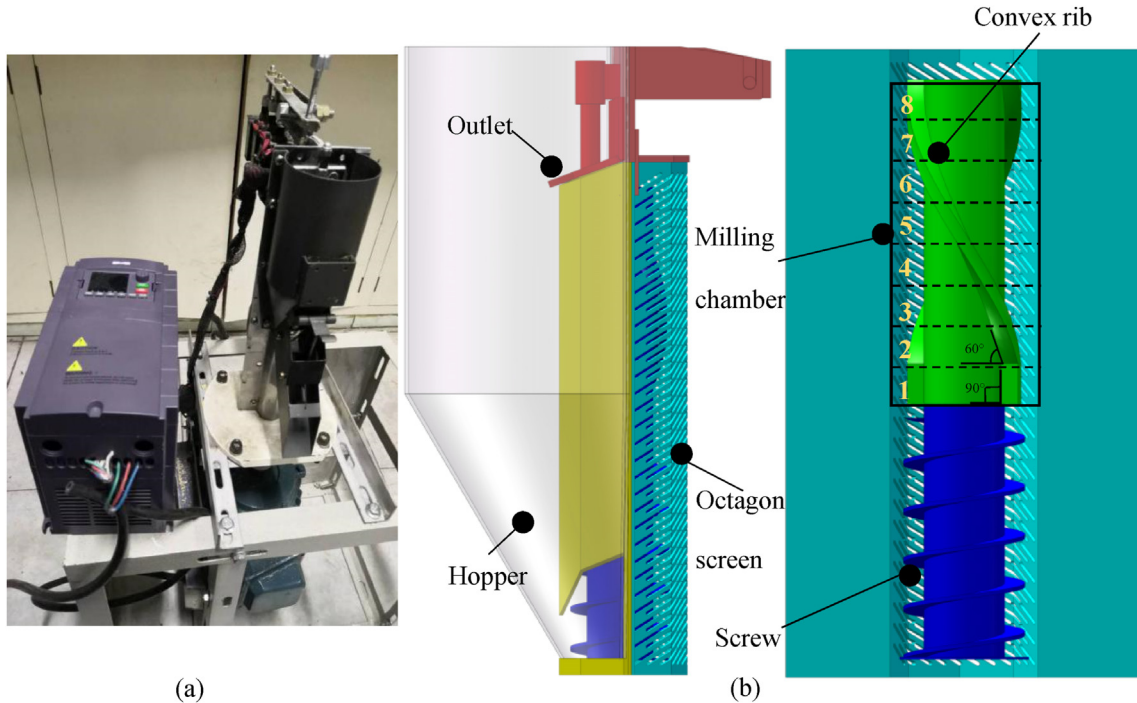 Convex rib
Outlet
8
7
6
5
4
3
2
1
Milling
chamber
60°
90°
Octagon
screen
Hopper
Screw
(a)
(b)